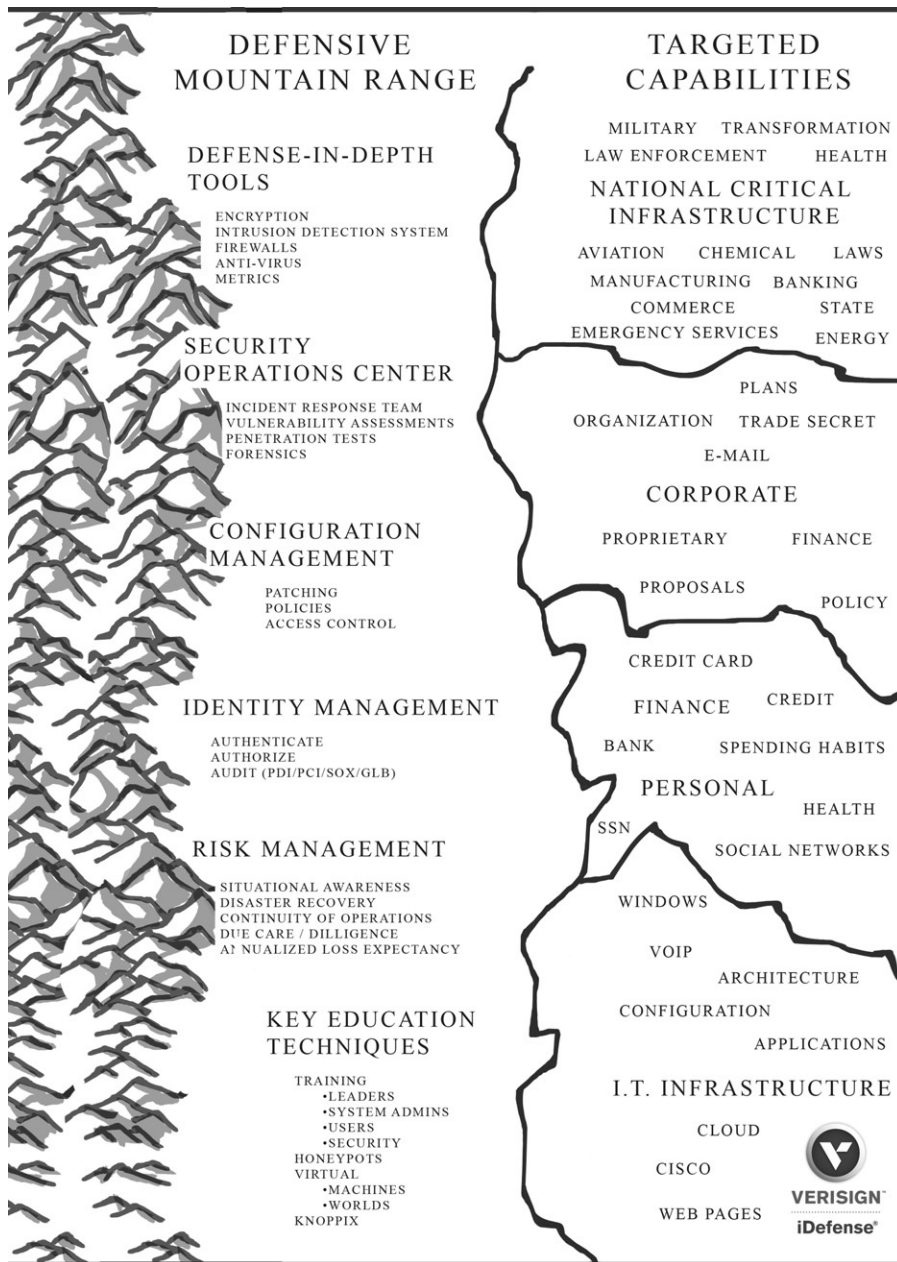 DEFENSIVE
MOUNTAIN RANGE
DEFENSE-IN-DEPTH
TOOLS
ENCRYPTION
INTRUSION DETECTION SYSTEM
FIREWALLS
ANTI-VIRUS
METRICS
SECURITY
OPERATIONS CENTER
INCIDENT RESPONSE TEAM
VULNERABILITY ASSESSMENTS
PENETRATION TESTS
FORENSICS
CONFIGURATION
MANAGEMENT
PATCHING
POLICIES
ACCESS CONTROL
IDENTITY MANAGEMENT
AUTHENTICATE
AUTHORIZE
AUDIT (PDI/PCI/SOX/GLB)
RISK MANAGEMENT
SITUATIONAL AWARENESS
DISASTER RECOVERY
CONTINUITY OF OPERATIONS
DUE CARE / DILLIGENCE
ANNUALIZED LOSS EXPECTANCY
KEY EDUCATION
TECHNIQUES
TRAINING
•LEADERS
•SYSTEM ADMINS
•USERS
•SECURITY
HONEYPOTS
VIRTUAL
•MACHINES
•WORLDS
KNOPPIX
TARGETED
CAPABILITIES
MILITARY TRANSFORMATION
LAW ENFORCEMENT HEALTH
NATIONAL CRITICAL
INFRASTRUCTURE
AVIATION CHEMICAL LAWS
MANUFACTURING BANKING
COMMERCE STATE
EMERGENCY SERVICES ENERGY
PLANS
ORGANIZATION TRADE SECRET
E-MAIL
CORPORATE
PROPRIETARY FINANCE
PROPOSALS
POLICY
CREDIT CARD
FINANCE CREDIT
BANK SPENDING HABITS
PERSONAL
HEALTH
SSN
SOCIAL NETWORKS
WINDOWS
VOIP
ARCHITECTURE
CONFIGURATION
APPLICATIONS
I.T. INFRASTRUCTURE
CLOUD
CISCO
WEB PAGES
VERISIGN™
iDefense®